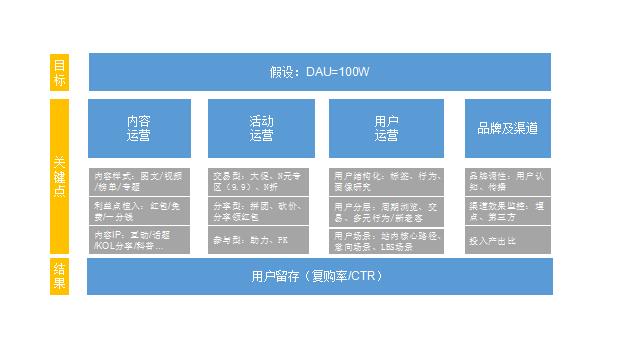 目
标
假设：DAU=100W
关
键
点
内容
运营
活动
运营
用户
运营
品牌及渠道
内容样式：图文/视频
/榜单/专题
利益点植入：红包/免
费/一分钱
内容IP：互动/话题
/KOL分享/科普...
交易型：大促、N元专
区（9.9）、N折
分享型：拼团、砍价、
分享领红包
参与型：助力、PK
用户结构化：标签、行为、
画像研究
用户分层：周期浏览、交
易、多元行为/新老客
用户场景：站内核心路径、
意向场景、LBS场景
品牌调性：用户认
知、传播
渠道效果监控：埋
点、第三方
投入产出比
结
果
用户留存（复购率/CTR）